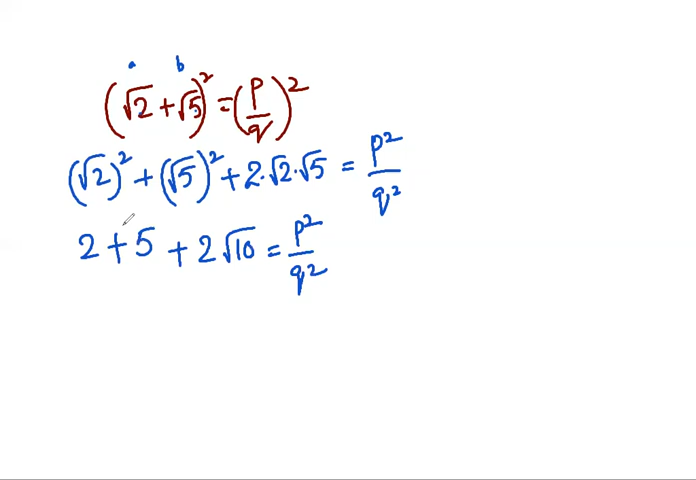 a b
(√2 + √5)² = (p/q)²
(√2)² + (√5)² + 2·√2·√5 = p²/q²
2 + 5 + 2√10 = p²/q²